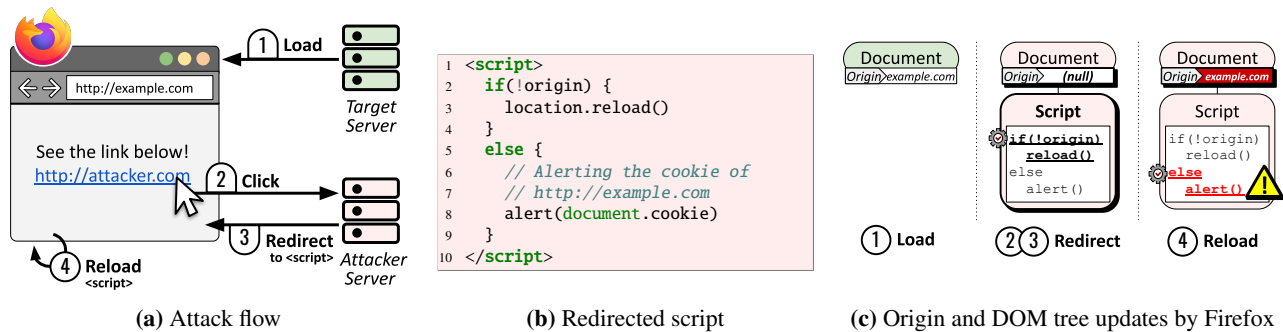 1 Load
http://example.com
Target
Server
See the link below!
http://attacker.com
2 Click
3 Redirect
to <script>
Attacker
Server
4 Reload
<script>
(a) Attack flow
1 <script>
2 if(!origin) {
3 location.reload()
4 }
5 else {
6 // Alerting the cookie of
7 // http://example.com
8 alert(document.cookie)
9 }
10 </script>
(b) Redirected script
Document
Origin example.com
1 Load
Document
Origin (null)
Script
if(!origin)
reload()
else
alert()
2 3 Redirect
Document
Origin example.com
Script
if(!origin)
reload()
else
alert()
!
4 Reload
(c) Origin and DOM tree updates by Firefox